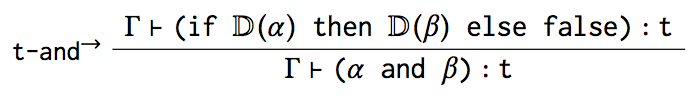 t-and→ Γ ⊢ (if 𝔻(α) then 𝔻(β) else false) : t
Γ ⊢ (α and β) : t